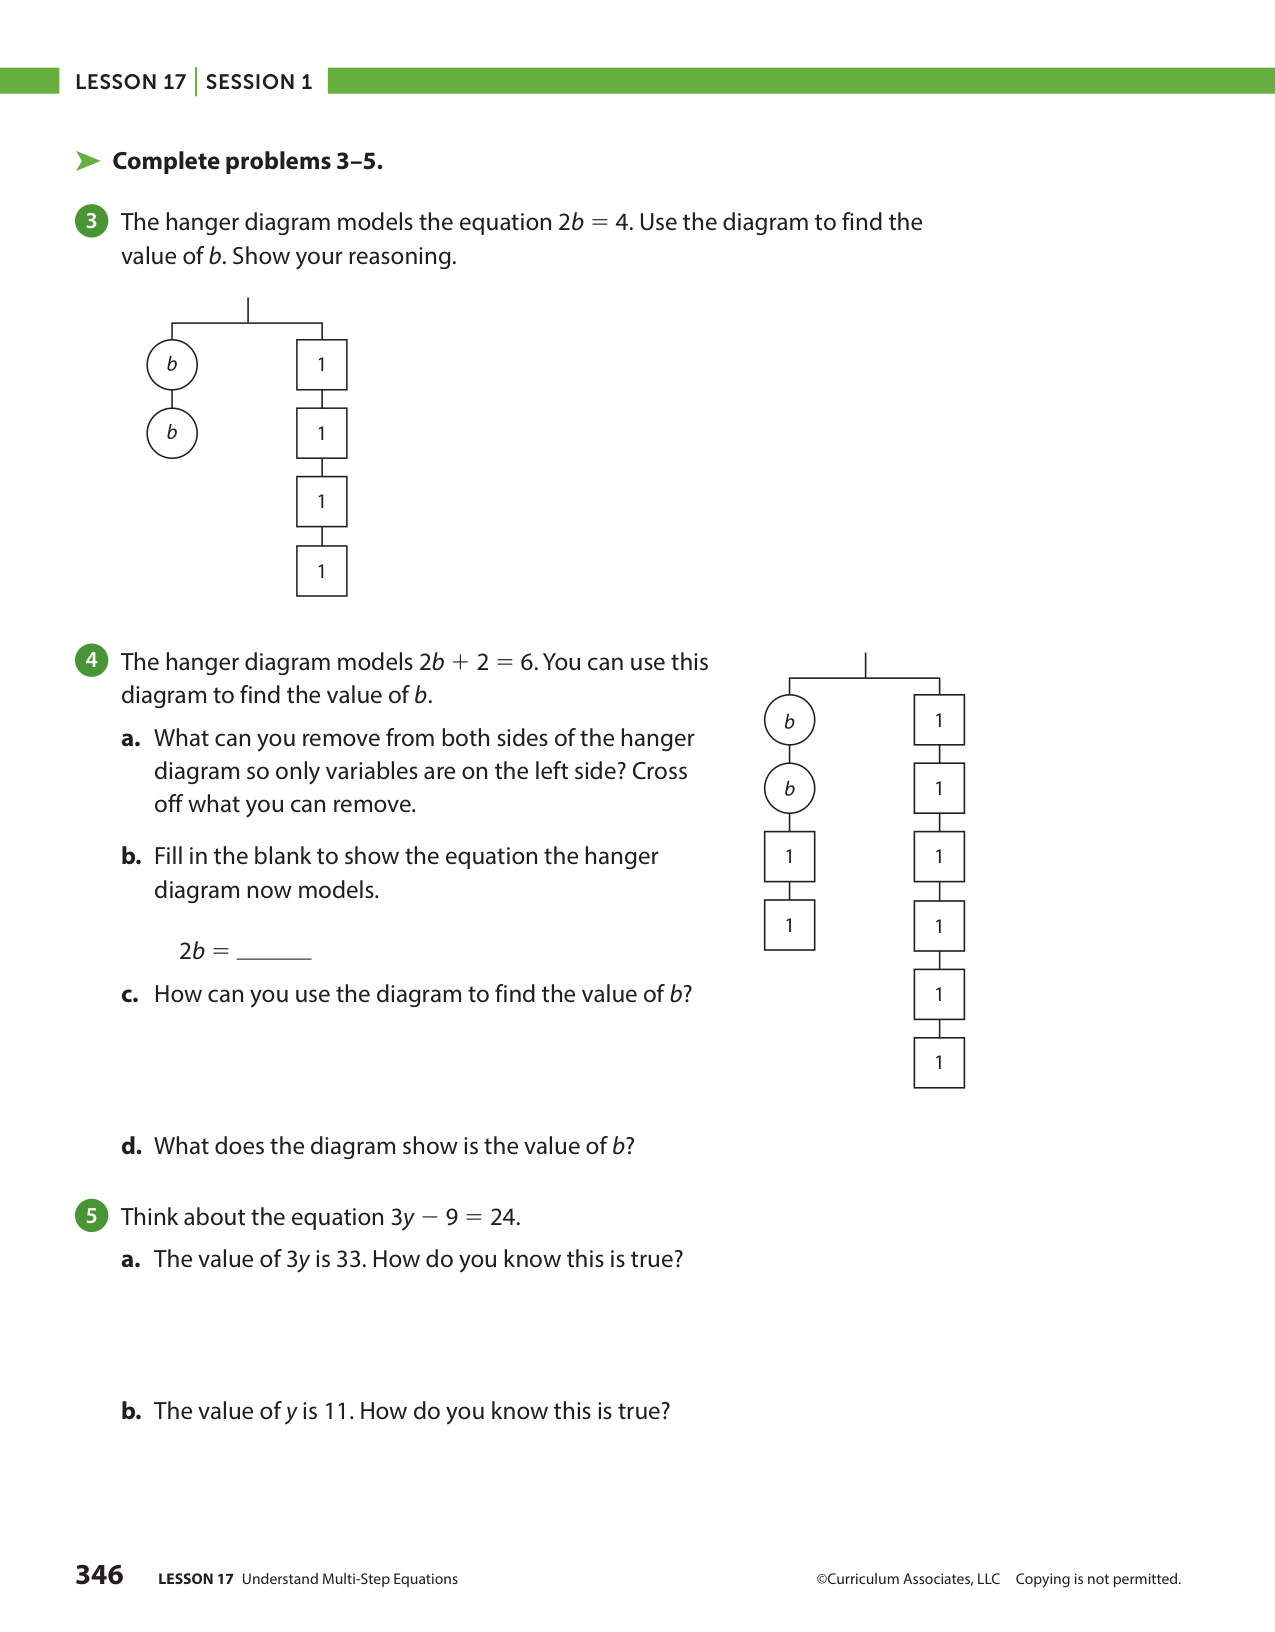 LESSON 17 | SESSION 1
Complete problems 3–5.
3 The hanger diagram models the equation 2b = 4. Use the diagram to find the
value of b. Show your reasoning.
b
b
1
1
1
1
4 The hanger diagram models 2b + 2 = 6. You can use this
diagram to find the value of b.
a. What can you remove from both sides of the hanger
diagram so only variables are on the left side? Cross
off what you can remove.
b. Fill in the blank to show the equation the hanger
diagram now models.
2b = ______
c. How can you use the diagram to find the value of b?
b
b
1
1
1
1
1
1
1
1
d. What does the diagram show is the value of b?
5 Think about the equation 3y − 9 = 24.
a. The value of 3y is 33. How do you know this is true?
b. The value of y is 11. How do you know this is true?
346 LESSON 17 Understand Multi-Step Equations ©Curriculum Associates, LLC Copying is not permitted.